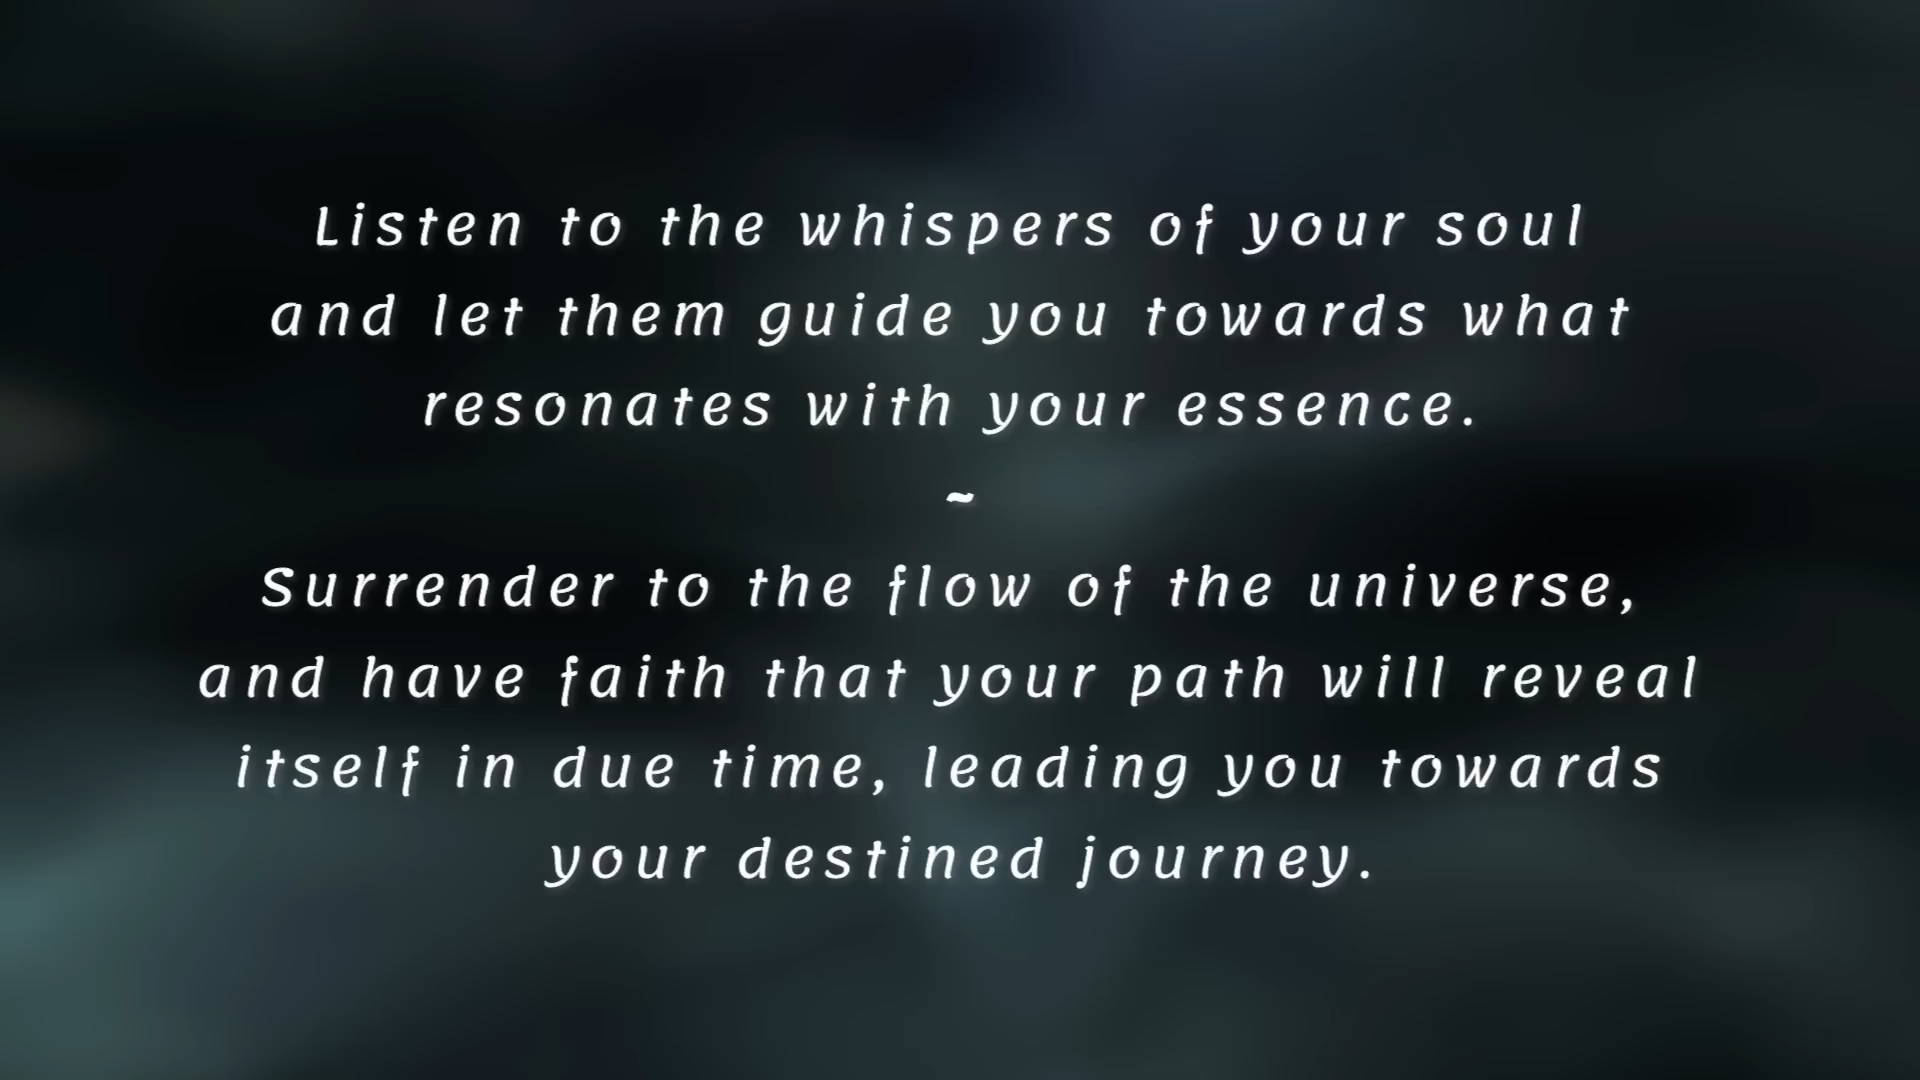 Listen to the whispers of your soul
and let them guide you towards what
resonates with your essence.
~
Surrender to the flow of the universe,
and have faith that your path will reveal
itself in due time, leading you towards
your destined journey.